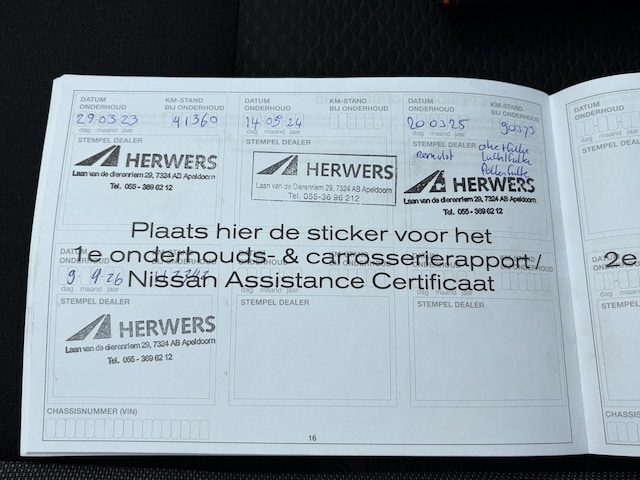 DATUM ONDERHOUD
KM-STAND BIJ ONDERHOUD
29 03 23
41360
dag maand jaar
STEMPEL DEALER
HERWERS
Laan van de dierenriem 29, 7324 AB Apeldoorn
Tel. 055 - 369 62 12
DATUM ONDERHOUD
KM-STAND BIJ ONDERHOUD
14 05 24
dag maand jaar
STEMPEL DEALER
HERWERS
Laan van de Dierenriem 29, 7324 AB Apeldoorn
Tel. 055-36 96 212
DATUM ONDERHOUD
KM-STAND BIJ ONDERHOUD
20 03 25
dag maand jaar
STEMPEL DEALER
HERWERS
Laan van de dierenriem 29, 7324 AB Apeldoorn
Tel. 055 - 369 62 12
Plaats hier de sticker voor het
1e onderhouds- & carrosserierapport /
Nissan Assistance Certificaat
DATUM
ONDERHOUD
dag maand jaar
STEMPEL DEALER
HERWERS
Laan van de dierenriem 29, 7324 AB Apeldoorn
Tel. 055 - 369 62 12
STEMPEL DEALER
STEMPEL DEALER
CHASSISNUMMER (VIN)
16
DATUM
ONDERHOUD
dag
STEMPEL
2e